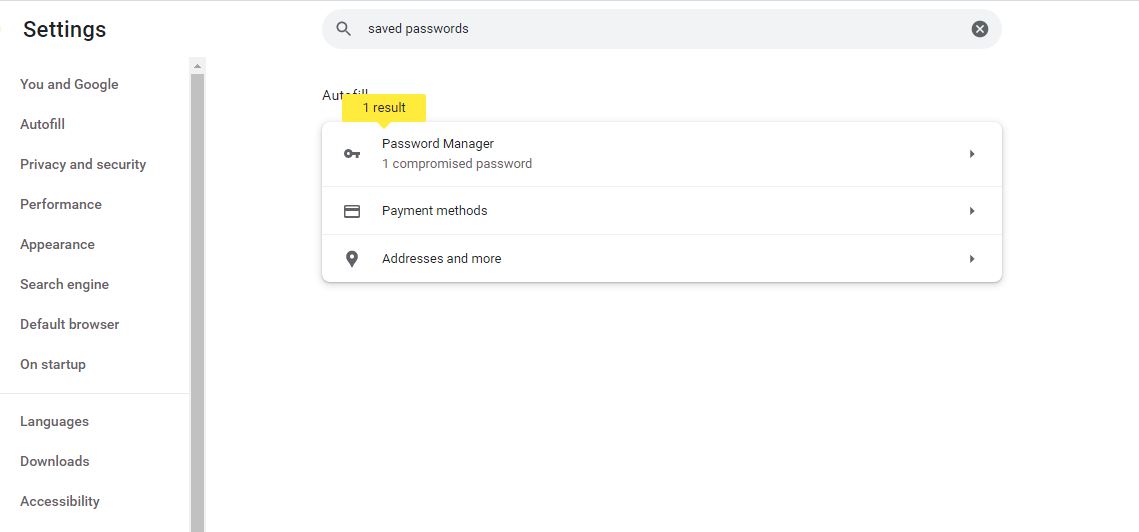 Settings
saved passwords
You and Google
Autofill
Privacy and security
Performance
Appearance
Search engine
Default browser
On startup
Languages
Downloads
Accessibility
Autofill
1 result
Password Manager
1 compromised password
Payment methods
Addresses and more